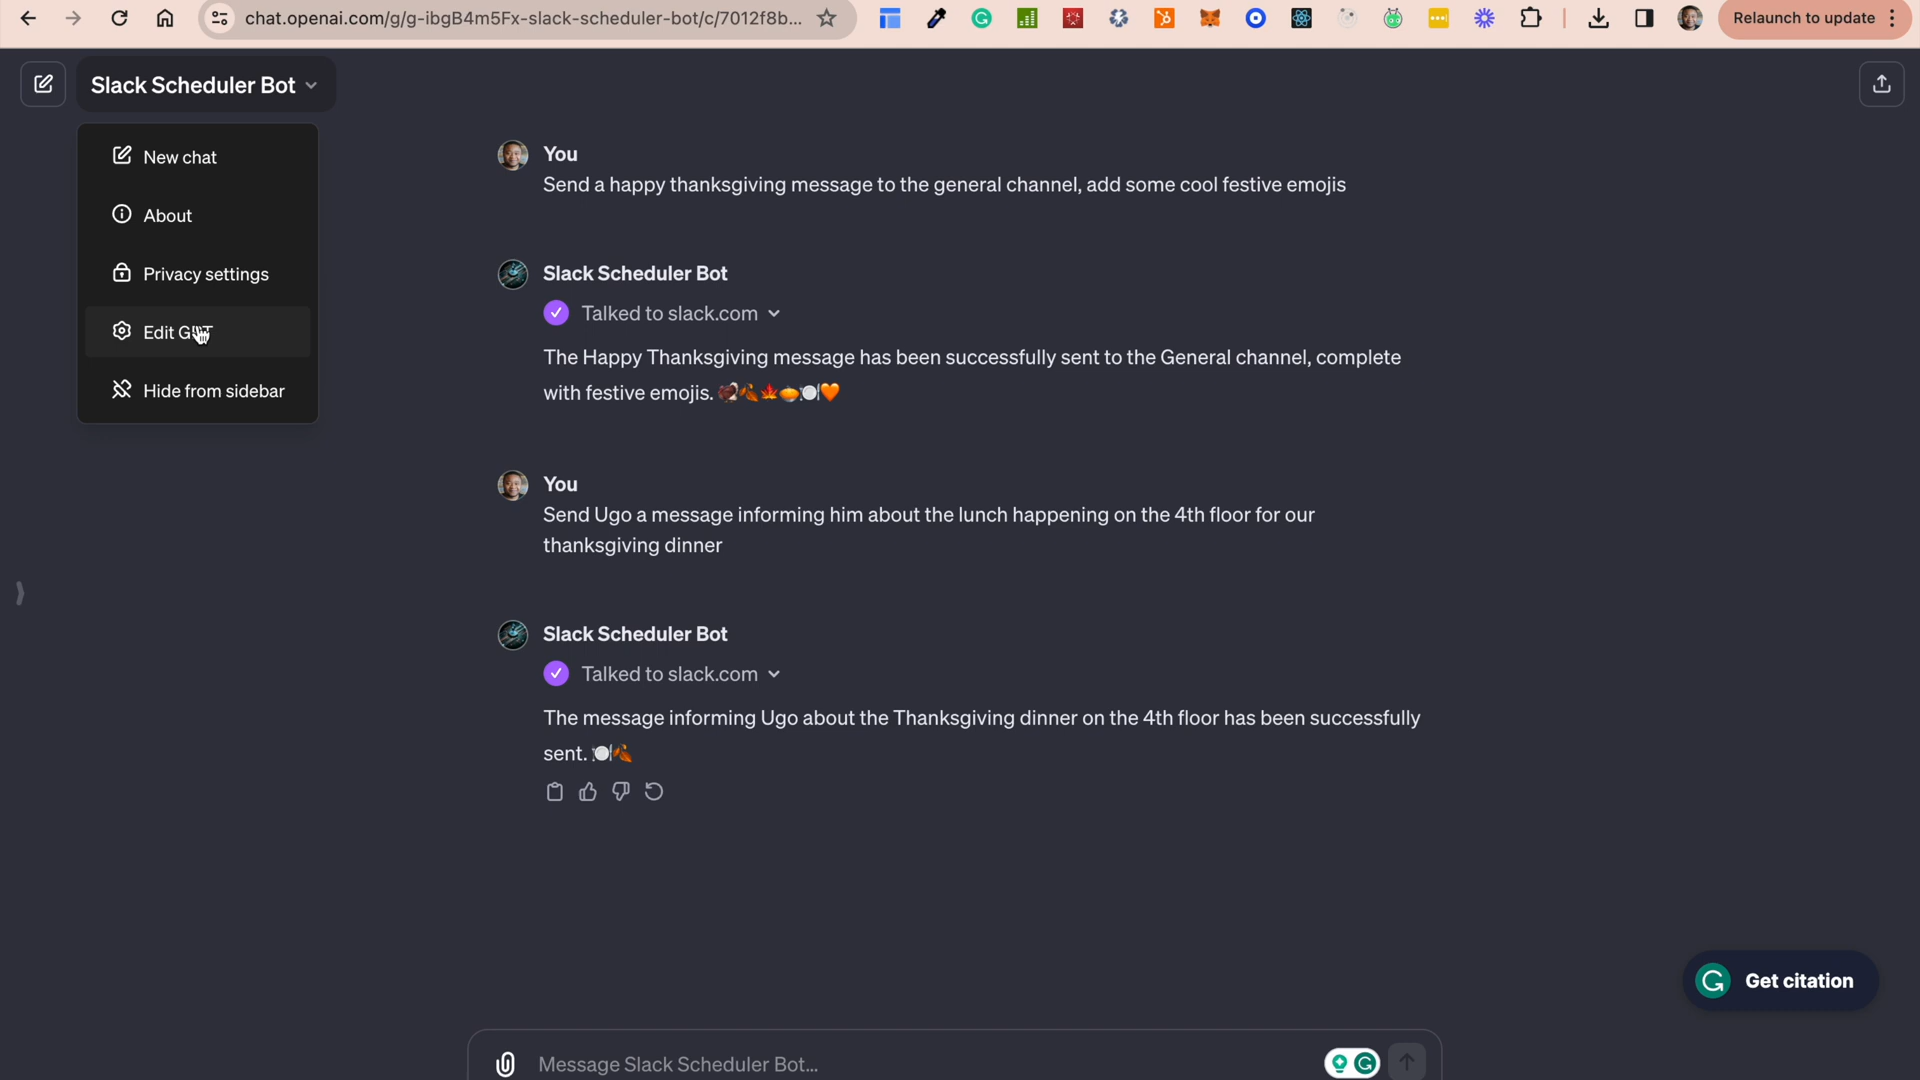 chat.openai.com/g/g-ibgB4m5Fx-slack-scheduler-bot/c/7012f8b...
Relaunch to update
Slack Scheduler Bot
New chat
About
Privacy settings
Edit GPT
Hide from sidebar
You
Send a happy thanksgiving message to the general channel, add some cool festive emojis
Slack Scheduler Bot
Talked to slack.com
The Happy Thanksgiving message has been successfully sent to the General channel, complete
with festive emojis. 🦃🍂🍁🥧🍽️🧡
You
Send Ugo a message informing him about the lunch happening on the 4th floor for our
thanksgiving dinner
Slack Scheduler Bot
Talked to slack.com
The message informing Ugo about the Thanksgiving dinner on the 4th floor has been successfully
sent. 🍽️🍂
Get citation
Message Slack Scheduler Bot...